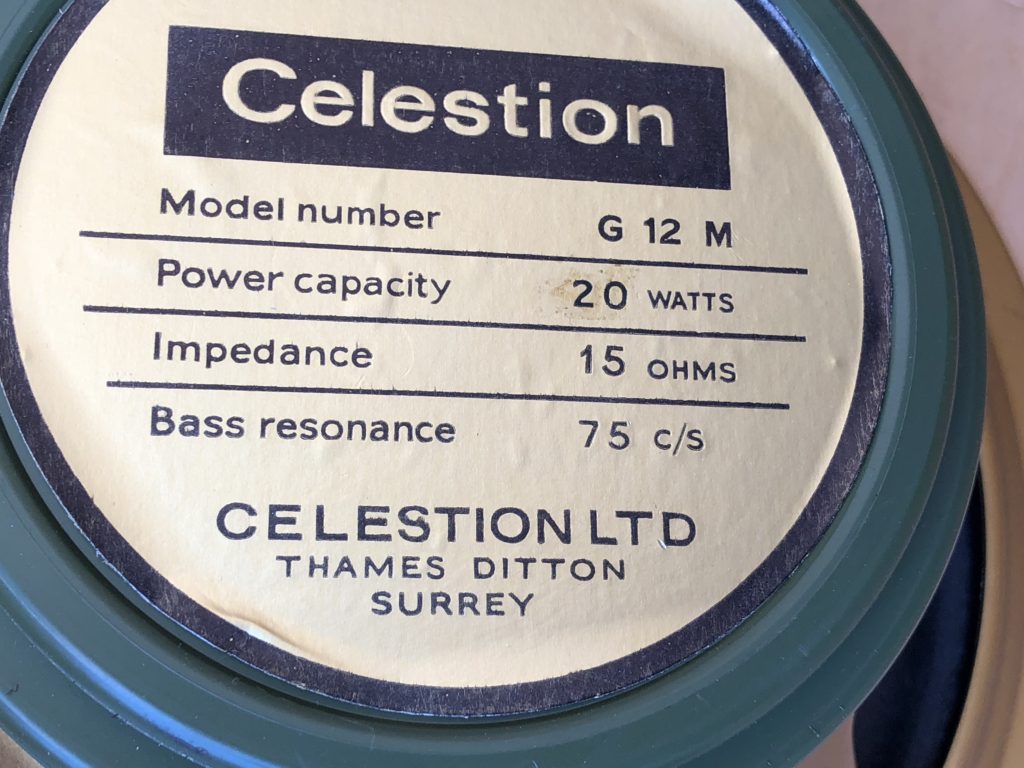 Celestion
Model number G 12 M
Power capacity 20 WATTS
Impedance 15 OHMS
Bass resonance 75 c/s
CELESTION LTD
THAMES DITTON
SURREY